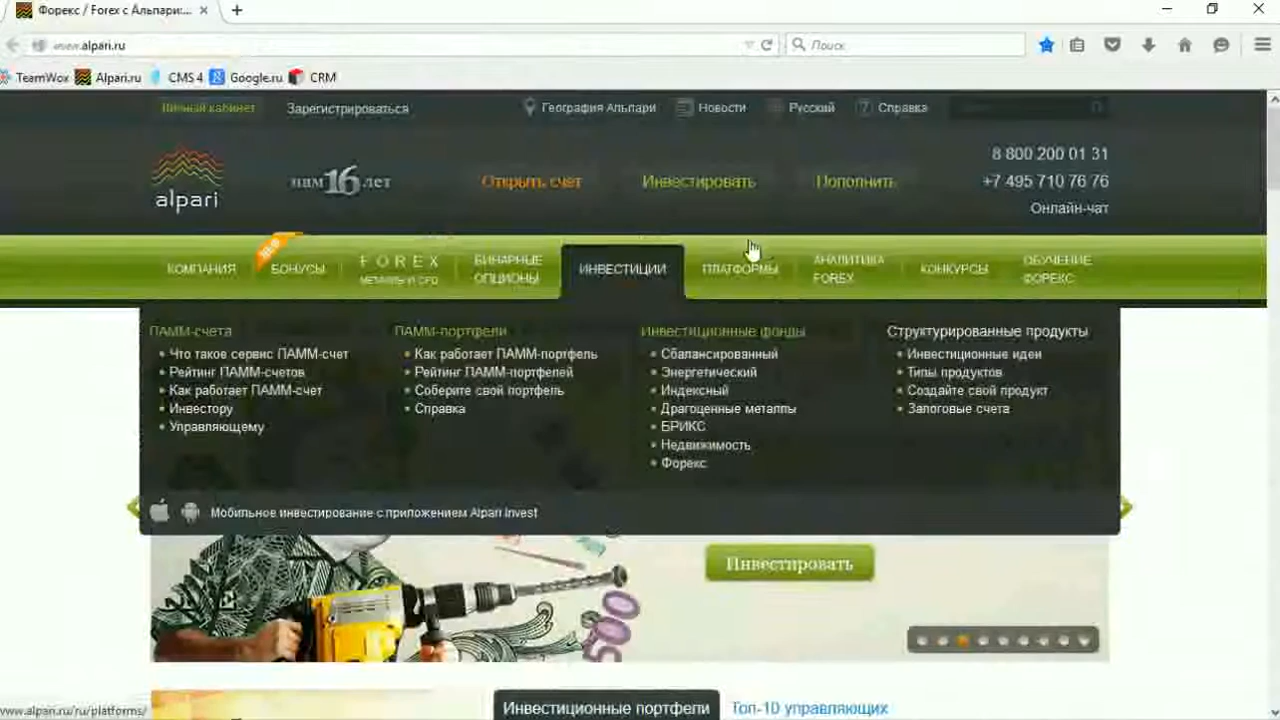 Форекс / Forex с Альпари:...
www.alpari.ru
Поиск
TeamWox Alpari.ru CMS 4 Google.ru CRM
Личный кабинет Зарегистрироваться География Альпари Новости Русский Справка
alpari
нам 16 лет
Открыть счет Инвестировать Пополнить
8 800 200 01 31
+7 495 710 76 76
Онлайн-чат
КОМПАНИЯ
БОНУСЫ
FOREX
МЕТАЛЛЫ И CFD
БИНАРНЫЕ
ОПЦИОНЫ
ИНВЕСТИЦИИ
ПЛАТФОРМЫ
АНАЛИТИКА
FOREX
КОНКУРСЫ
ОБУЧЕНИЕ
ФОРЕКС
ПАММ-счета
Что такое сервис ПАММ-счет
Рейтинг ПАММ-счетов
Как работает ПАММ-счет
Инвестору
Управляющему
ПАММ-портфели
Как работает ПАММ-портфель
Рейтинг ПАММ-портфелей
Соберите свой портфель
Справка
Инвестиционные фонды
Сбалансированный
Энергетический
Индексный
Драгоценные металлы
БРИКС
Недвижимость
Форекс
Структурированные продукты
Инвестиционные идеи
Типы продуктов
Создайте свой продукт
Залоговые счета
Мобильное инвестирование с приложением Alpari Invest
Инвестировать
500
Инвестиционные портфели Топ-10 управляющих
www.alpari.ru/ru/platforms/